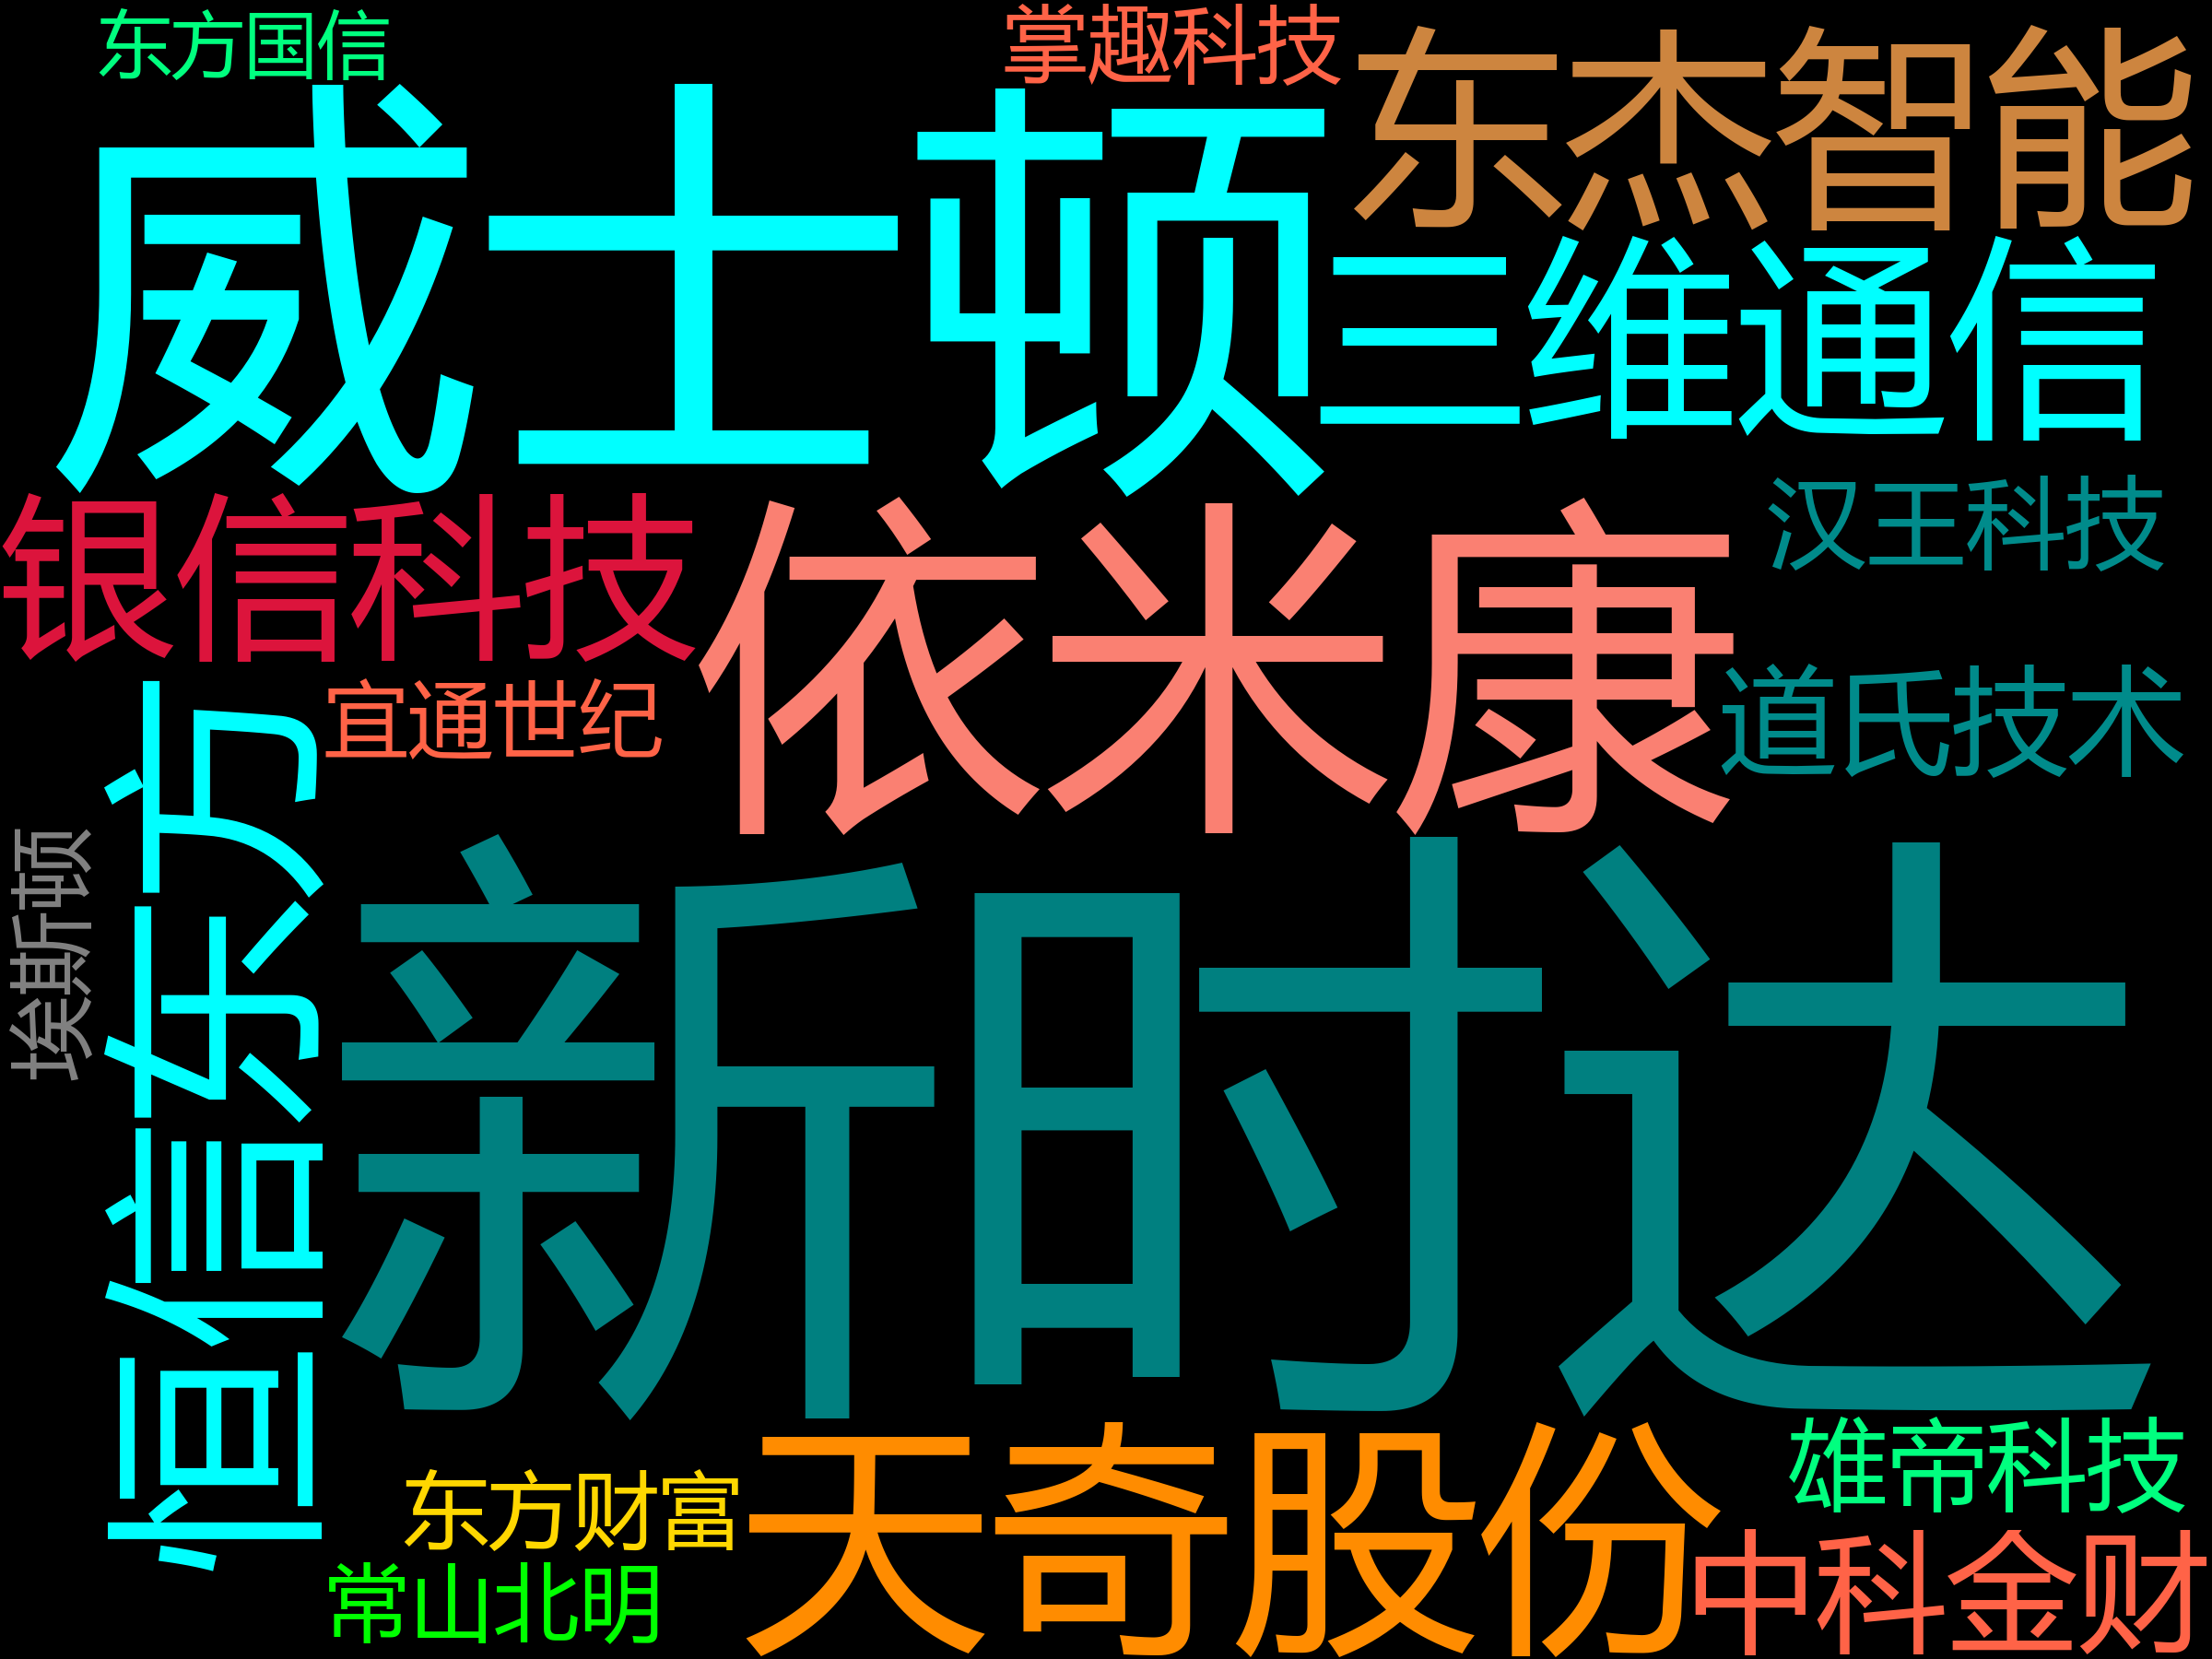 东方国信
掌趣科技
东杰智能
威士顿
三维通信
银信科技
依米康
汉王科技
直通世纪
道氏技术
埃斯顿
恒信东方
新时达
雄帝科技
东方财富
天奇股份
中科金财
常山北明